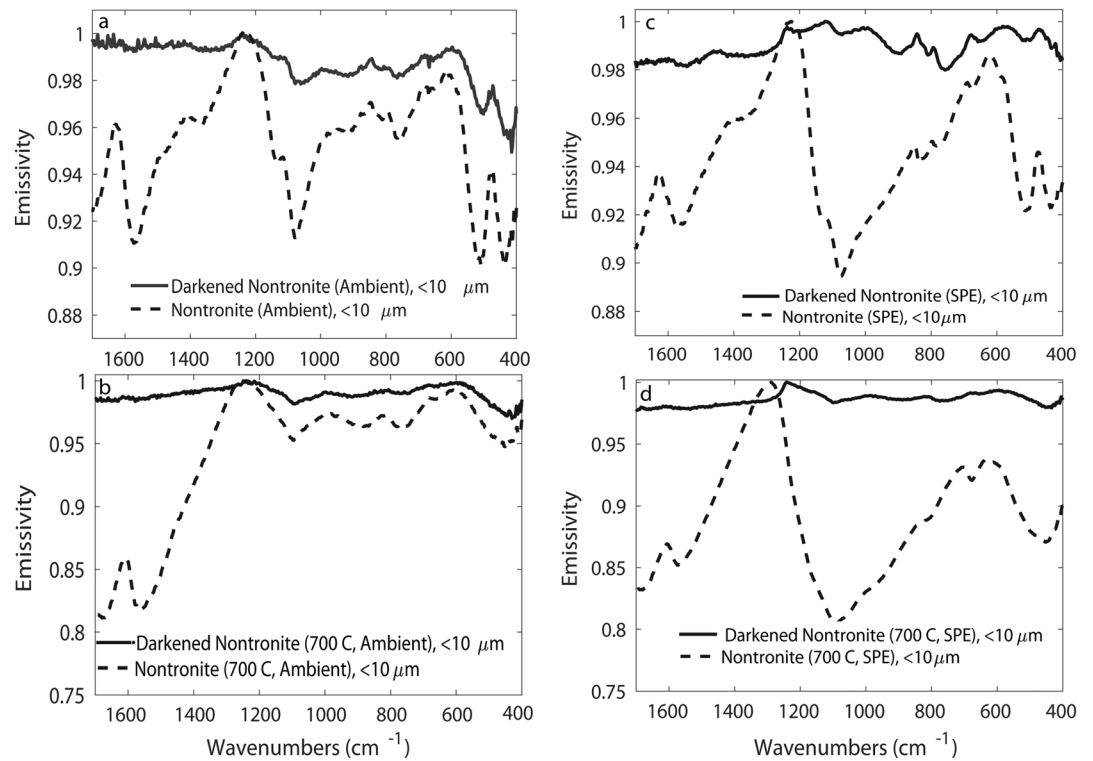 a
1
0.98
0.96
0.94
0.92
0.9
0.88
Emissivity
Darkened Nontronite (Ambient), <10 μm
Nontronite (Ambient), <10 μm
1600 1400 1200 1000 800 600 400
c
1
0.98
0.96
0.94
0.92
0.9
0.88
Emissivity
Darkened Nontronite (SPE), <10 μm
Nontronite (SPE), <10 μm
1600 1400 1200 1000 800 600 400
b
1
0.95
0.9
0.85
0.8
0.75
Emissivity
Darkened Nontronite (700 C, Ambient), <10 μm
Nontronite (700 C, Ambient), <10 μm
1600 1400 1200 1000 800 600 400
Wavenumbers (cm -1)
d
1
0.95
0.9
0.85
0.8
0.75
Emissivity
Darkened Nontronite (700 C, SPE), <10 μm
Nontronite (700 C, SPE), <10 μm
1600 1400 1200 1000 800 600 400
Wavenumbers (cm -1)